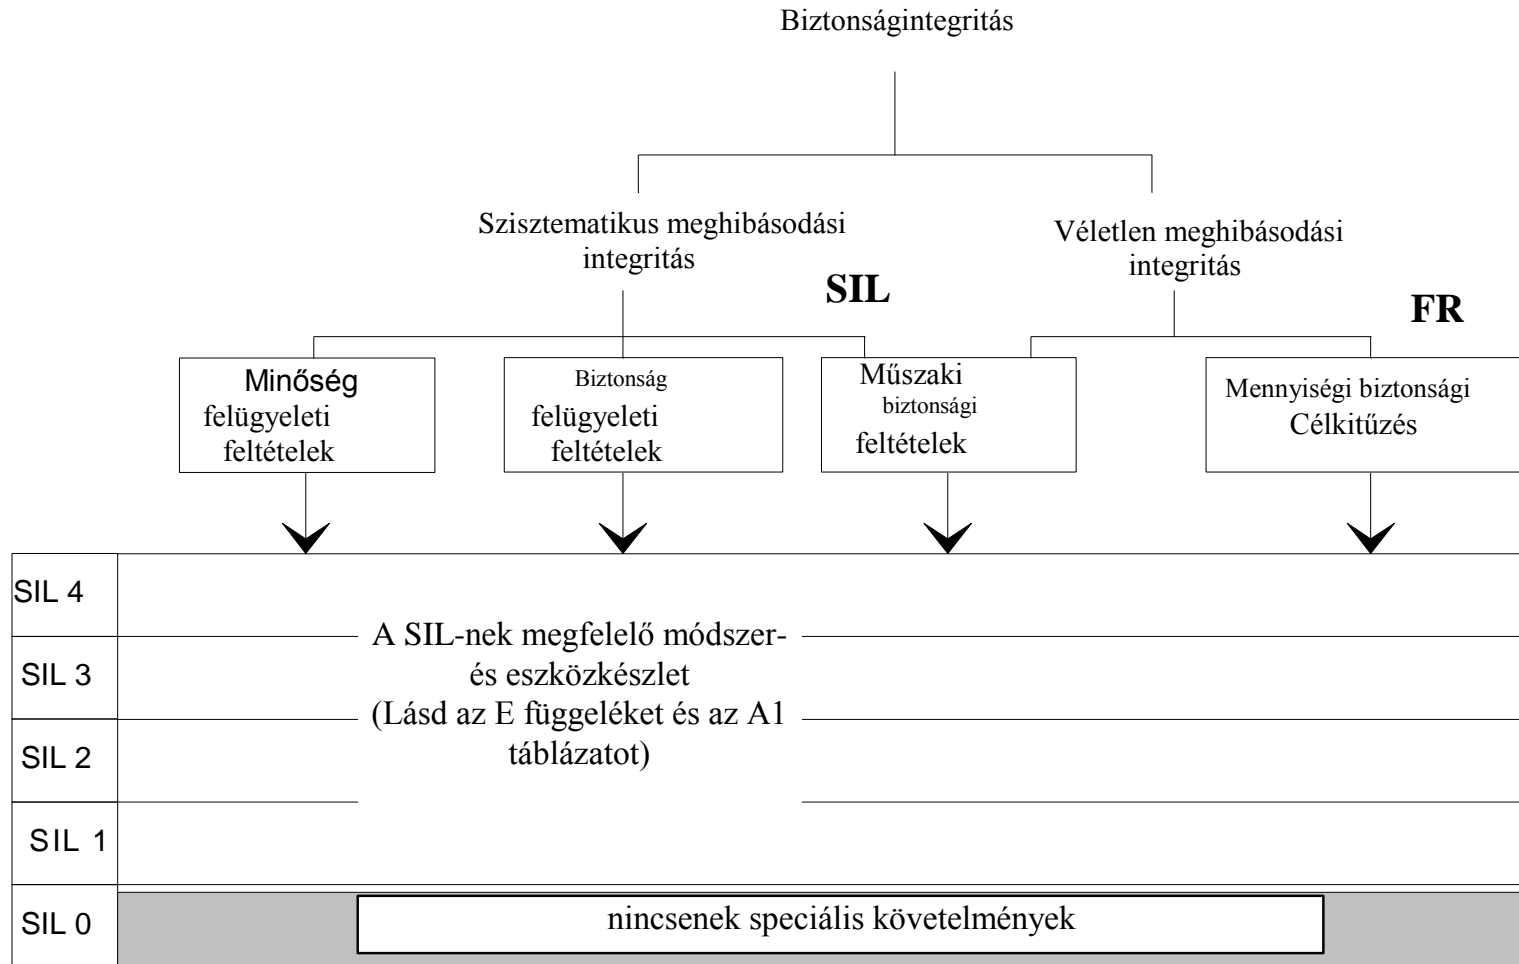 Biztonságintegritás
Szisztematikus meghibásodási
integritás
Véletlen meghibásodási
integritás
SIL
FR
Minőség
felügyeleti
feltételek
Biztonság
felügyeleti
feltételek
Műszaki
biztonsági
feltételek
Mennyiségi biztonsági
Célkitűzés
SIL 4
SIL 3
SIL 2
SIL 1
SIL 0
A SIL-nek megfelelő módszer-
és eszközkészlet
(Lásd az E függeléket és az A1
táblázatot)
nincsenek speciális követelmények